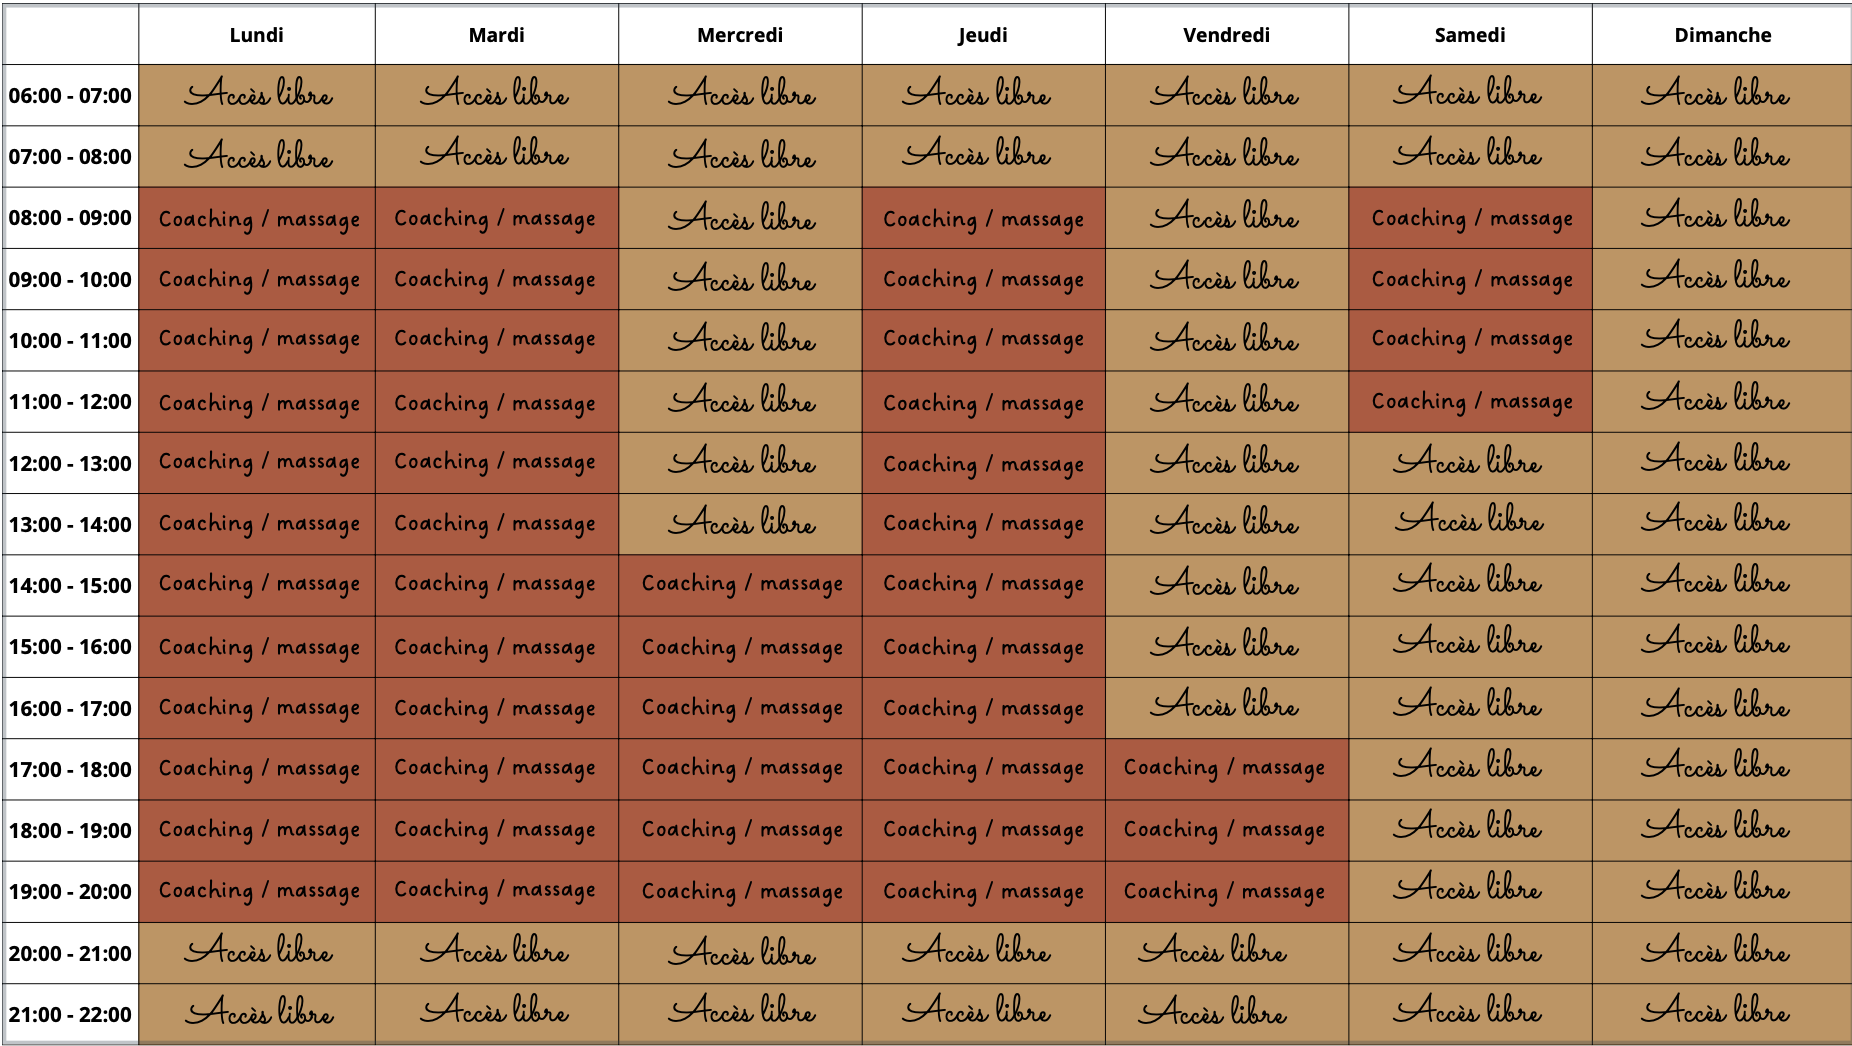 Lundi Mardi Mercredi Jeudi Vendredi Samedi Dimanche
06:00 - 07:00 Accès libre Accès libre Accès libre Accès libre Accès libre Accès libre Accès libre
07:00 - 08:00 Accès libre Accès libre Accès libre Accès libre Accès libre Accès libre Accès libre
08:00 - 09:00 Coaching / massage Coaching / massage Accès libre Coaching / massage Accès libre Coaching / massage Accès libre
09:00 - 10:00 Coaching / massage Coaching / massage Accès libre Coaching / massage Accès libre Coaching / massage Accès libre
10:00 - 11:00 Coaching / massage Coaching / massage Accès libre Coaching / massage Accès libre Coaching / massage Accès libre
11:00 - 12:00 Coaching / massage Coaching / massage Accès libre Coaching / massage Accès libre Coaching / massage Accès libre
12:00 - 13:00 Coaching / massage Coaching / massage Accès libre Coaching / massage Accès libre Accès libre Accès libre
13:00 - 14:00 Coaching / massage Coaching / massage Accès libre Coaching / massage Accès libre Accès libre Accès libre
14:00 - 15:00 Coaching / massage Coaching / massage Coaching / massage Coaching / massage Accès libre Accès libre Accès libre
15:00 - 16:00 Coaching / massage Coaching / massage Coaching / massage Coaching / massage Accès libre Accès libre Accès libre
16:00 - 17:00 Coaching / massage Coaching / massage Coaching / massage Coaching / massage Accès libre Accès libre Accès libre
17:00 - 18:00 Coaching / massage Coaching / massage Coaching / massage Coaching / massage Coaching / massage Accès libre Accès libre
18:00 - 19:00 Coaching / massage Coaching / massage Coaching / massage Coaching / massage Coaching / massage Accès libre Accès libre
19:00 - 20:00 Coaching / massage Coaching / massage Coaching / massage Coaching / massage Coaching / massage Accès libre Accès libre
20:00 - 21:00 Accès libre Accès libre Accès libre Accès libre Accès libre Accès libre Accès libre
21:00 - 22:00 Accès libre Accès libre Accès libre Accès libre Accès libre Accès libre Accès libre